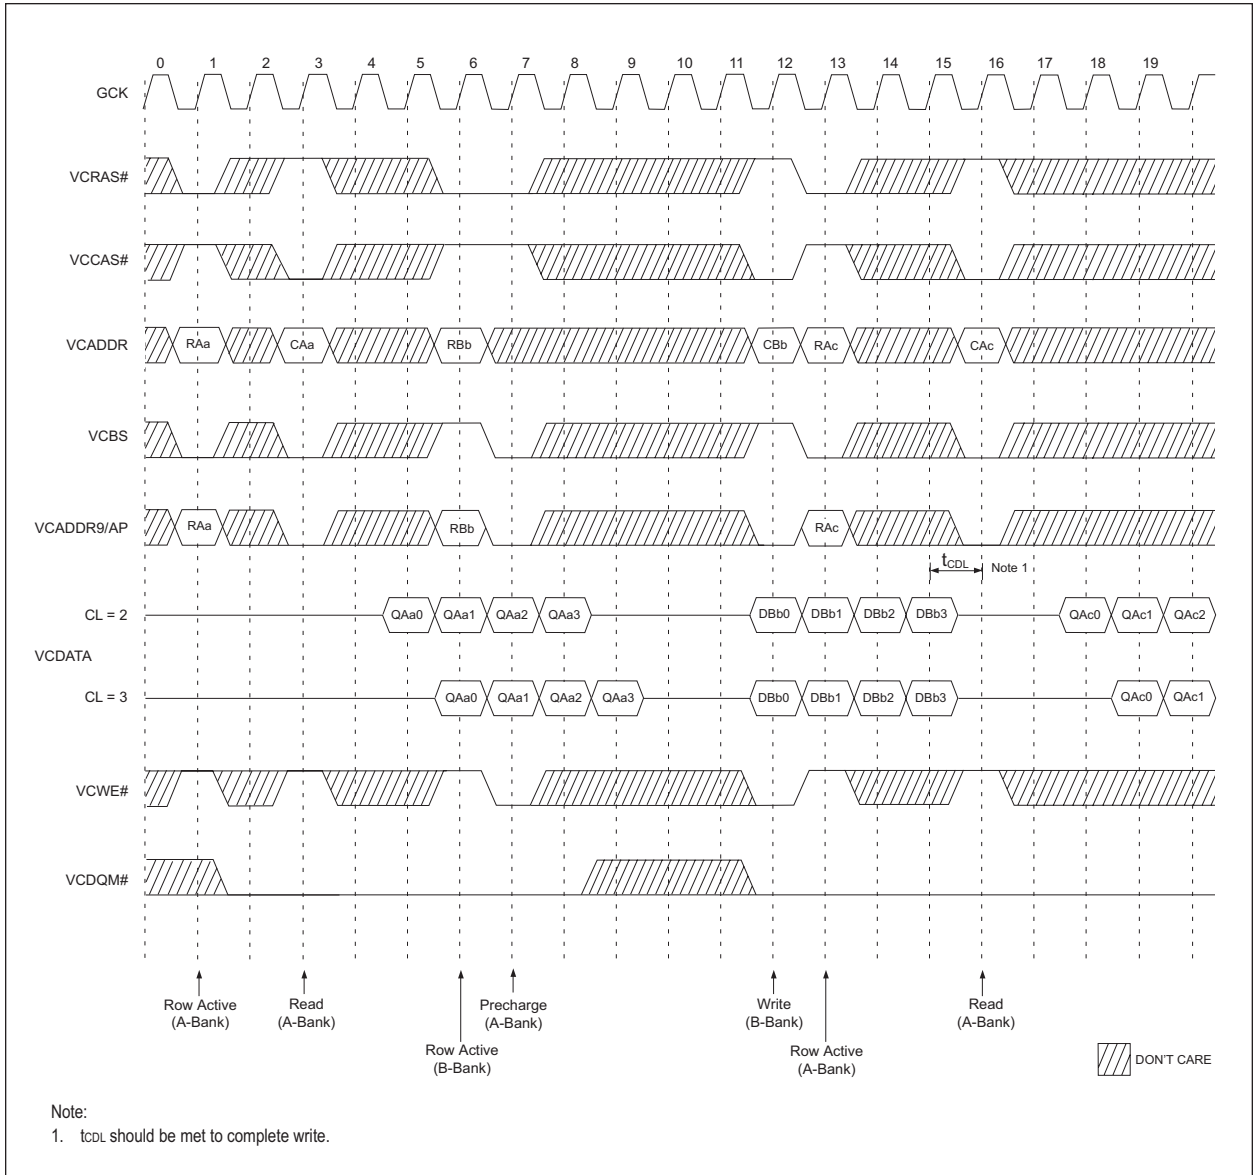 0 1 2 3 4 5 6 7 8 9 10 11 12 13 14 15 16 17 18 19
GCK
VCRAS#
VCCAS#
VCADDR RAa CAa RBb CBb RAc CAc
VCBS
VCADDR9/AP RAa RBb RAc
tCDL Note 1
CL = 2 QAa0 QAa1 QAa2 QAa3 DBb0 DBb1 DBb2 DBb3 QAc0 QAc1 QAc2
VCDATA
CL = 3 QAa0 QAa1 QAa2 QAa3 DBb0 DBb1 DBb2 DBb3 QAc0 QAc1
VCWE#
VCDQM#
Row Active
(A-Bank)
Read
(A-Bank)
Row Active
(B-Bank)
Precharge
(A-Bank)
Write
(B-Bank)
Row Active
(A-Bank)
Read
(A-Bank)
DON'T CARE
Note:
1. tCDL should be met to complete write.